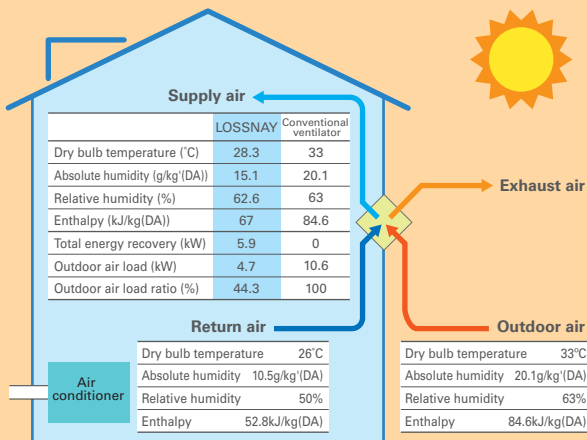 Supply air
LOSSNAY Conventional ventilator
Dry bulb temperature (°C) 28.3 33
Absolute humidity (g/kg'(DA)) 15.1 20.1
Relative humidity (%) 62.6 63
Enthalpy (kJ/kg(DA)) 67 84.6
Total energy recovery (kW) 5.9 0
Outdoor air load (kW) 4.7 10.6
Outdoor air load ratio (%) 44.3 100
Exhaust air
Return air
Dry bulb temperature 26°C
Absolute humidity 10.5g/kg'(DA)
Relative humidity 50%
Enthalpy 52.8kJ/kg(DA)
Outdoor air
Dry bulb temperature 33°C
Absolute humidity 20.1g/kg'(DA)
Relative humidity 63%
Enthalpy 84.6kJ/kg(DA)
Air
conditioner